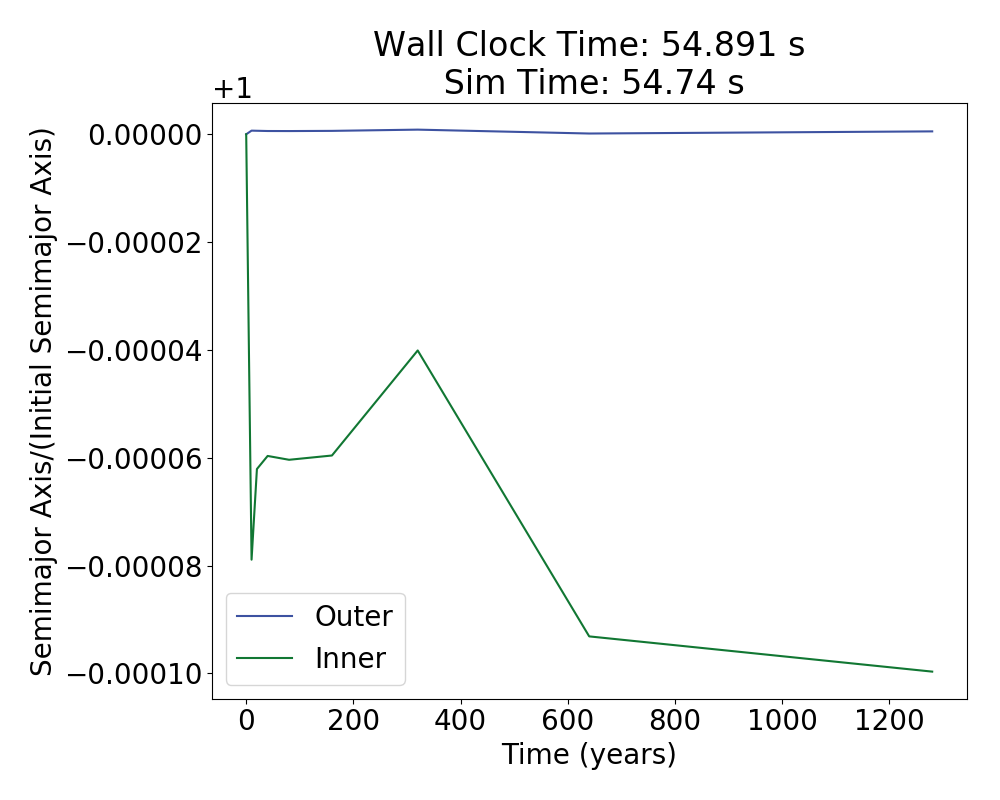 Wall Clock Time: 54.891 s
Sim Time: 54.74 s
+1
Semimajor Axis/(Initial Semimajor Axis)
0.00000
−0.00002
−0.00004
−0.00006
−0.00008
−0.00010
Outer
Inner
0 200 400 600 800 1000 1200
Time (years)